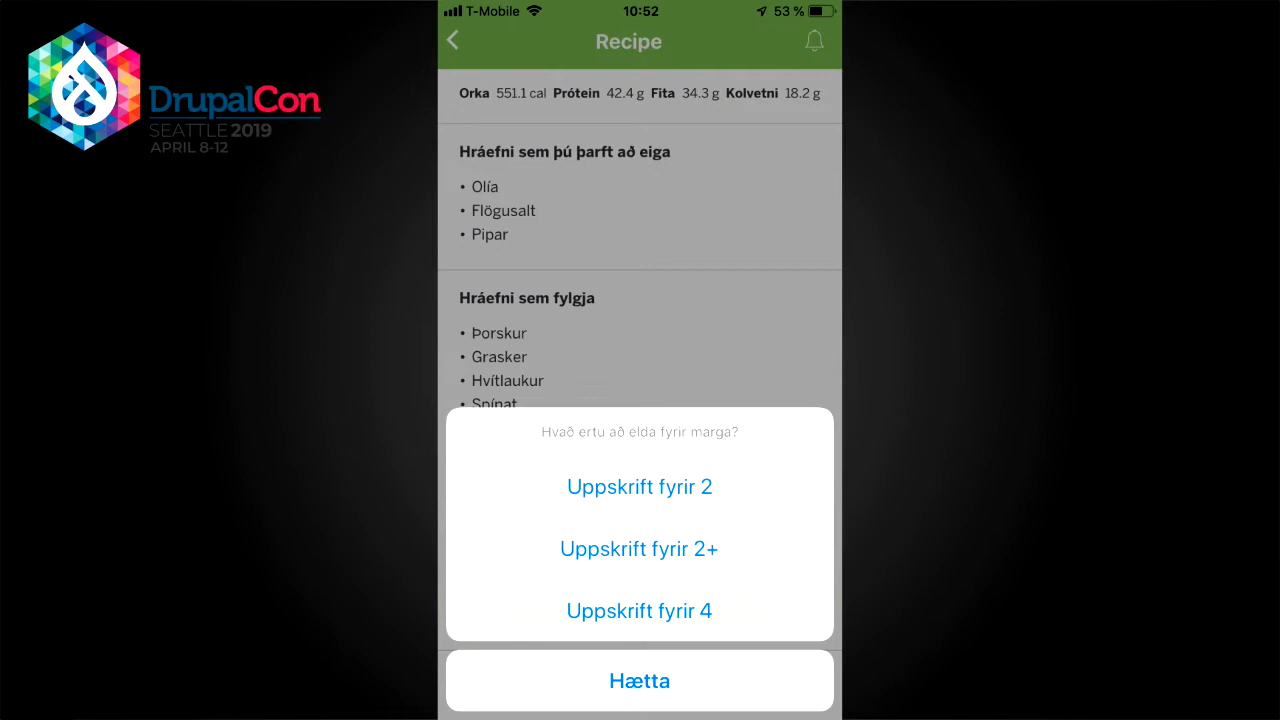 DrupalCon
SEATTLE 2019
APRIL 8-12
T-Mobile 10:52 53 %
Recipe
Orka 551.1 cal Prótein 42.4 g Fita 34.3 g Kolvetni 18.2 g
Hráefni sem þú þarft að eiga
• Olía
• Flögusalt
• Pipar
Hráefni sem fylgja
• Þorskur
• Grasker
• Hvítlaukur
• Spínat
Hvað ertu að elda fyrir marga?
Uppskrift fyrir 2
Uppskrift fyrir 2+
Uppskrift fyrir 4
Hætta